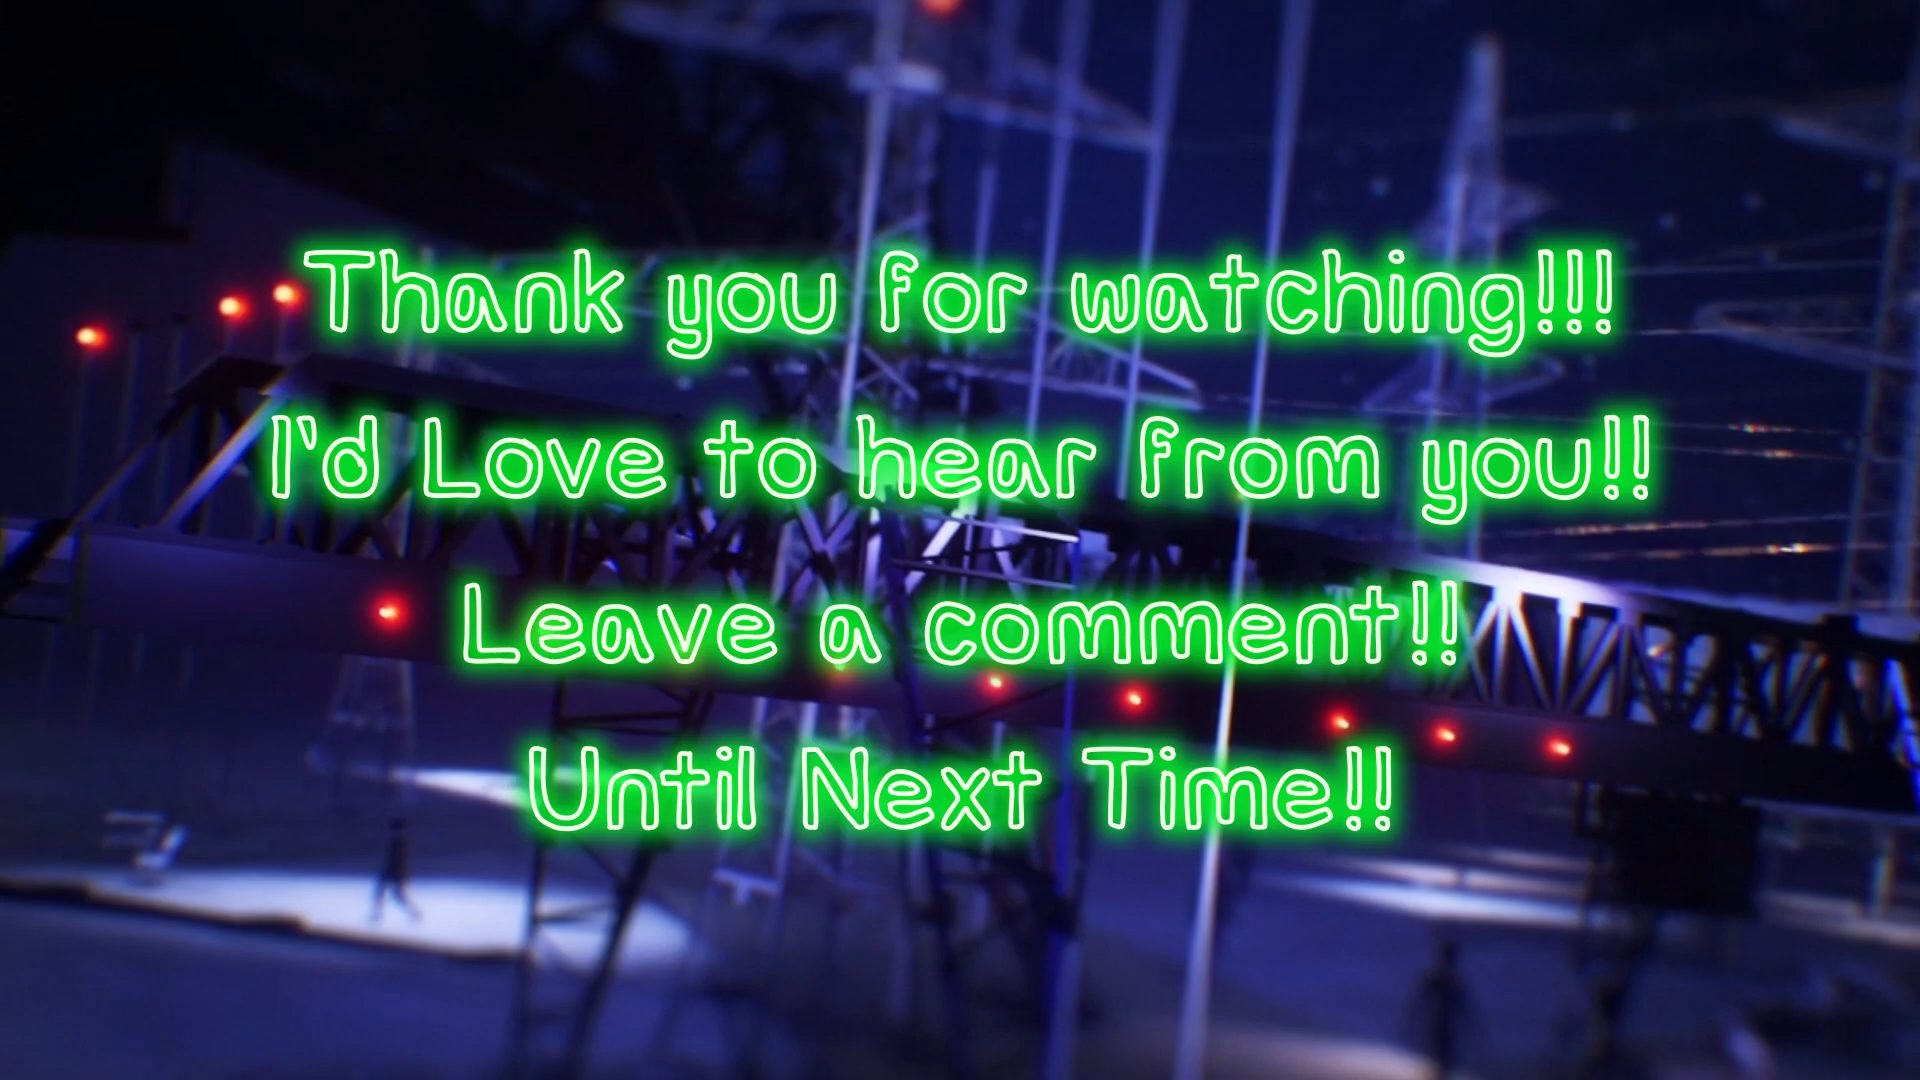 Thank you for watching!!!
I'd Love to hear from you!!
Leave a comment!!
Until Next Time!!